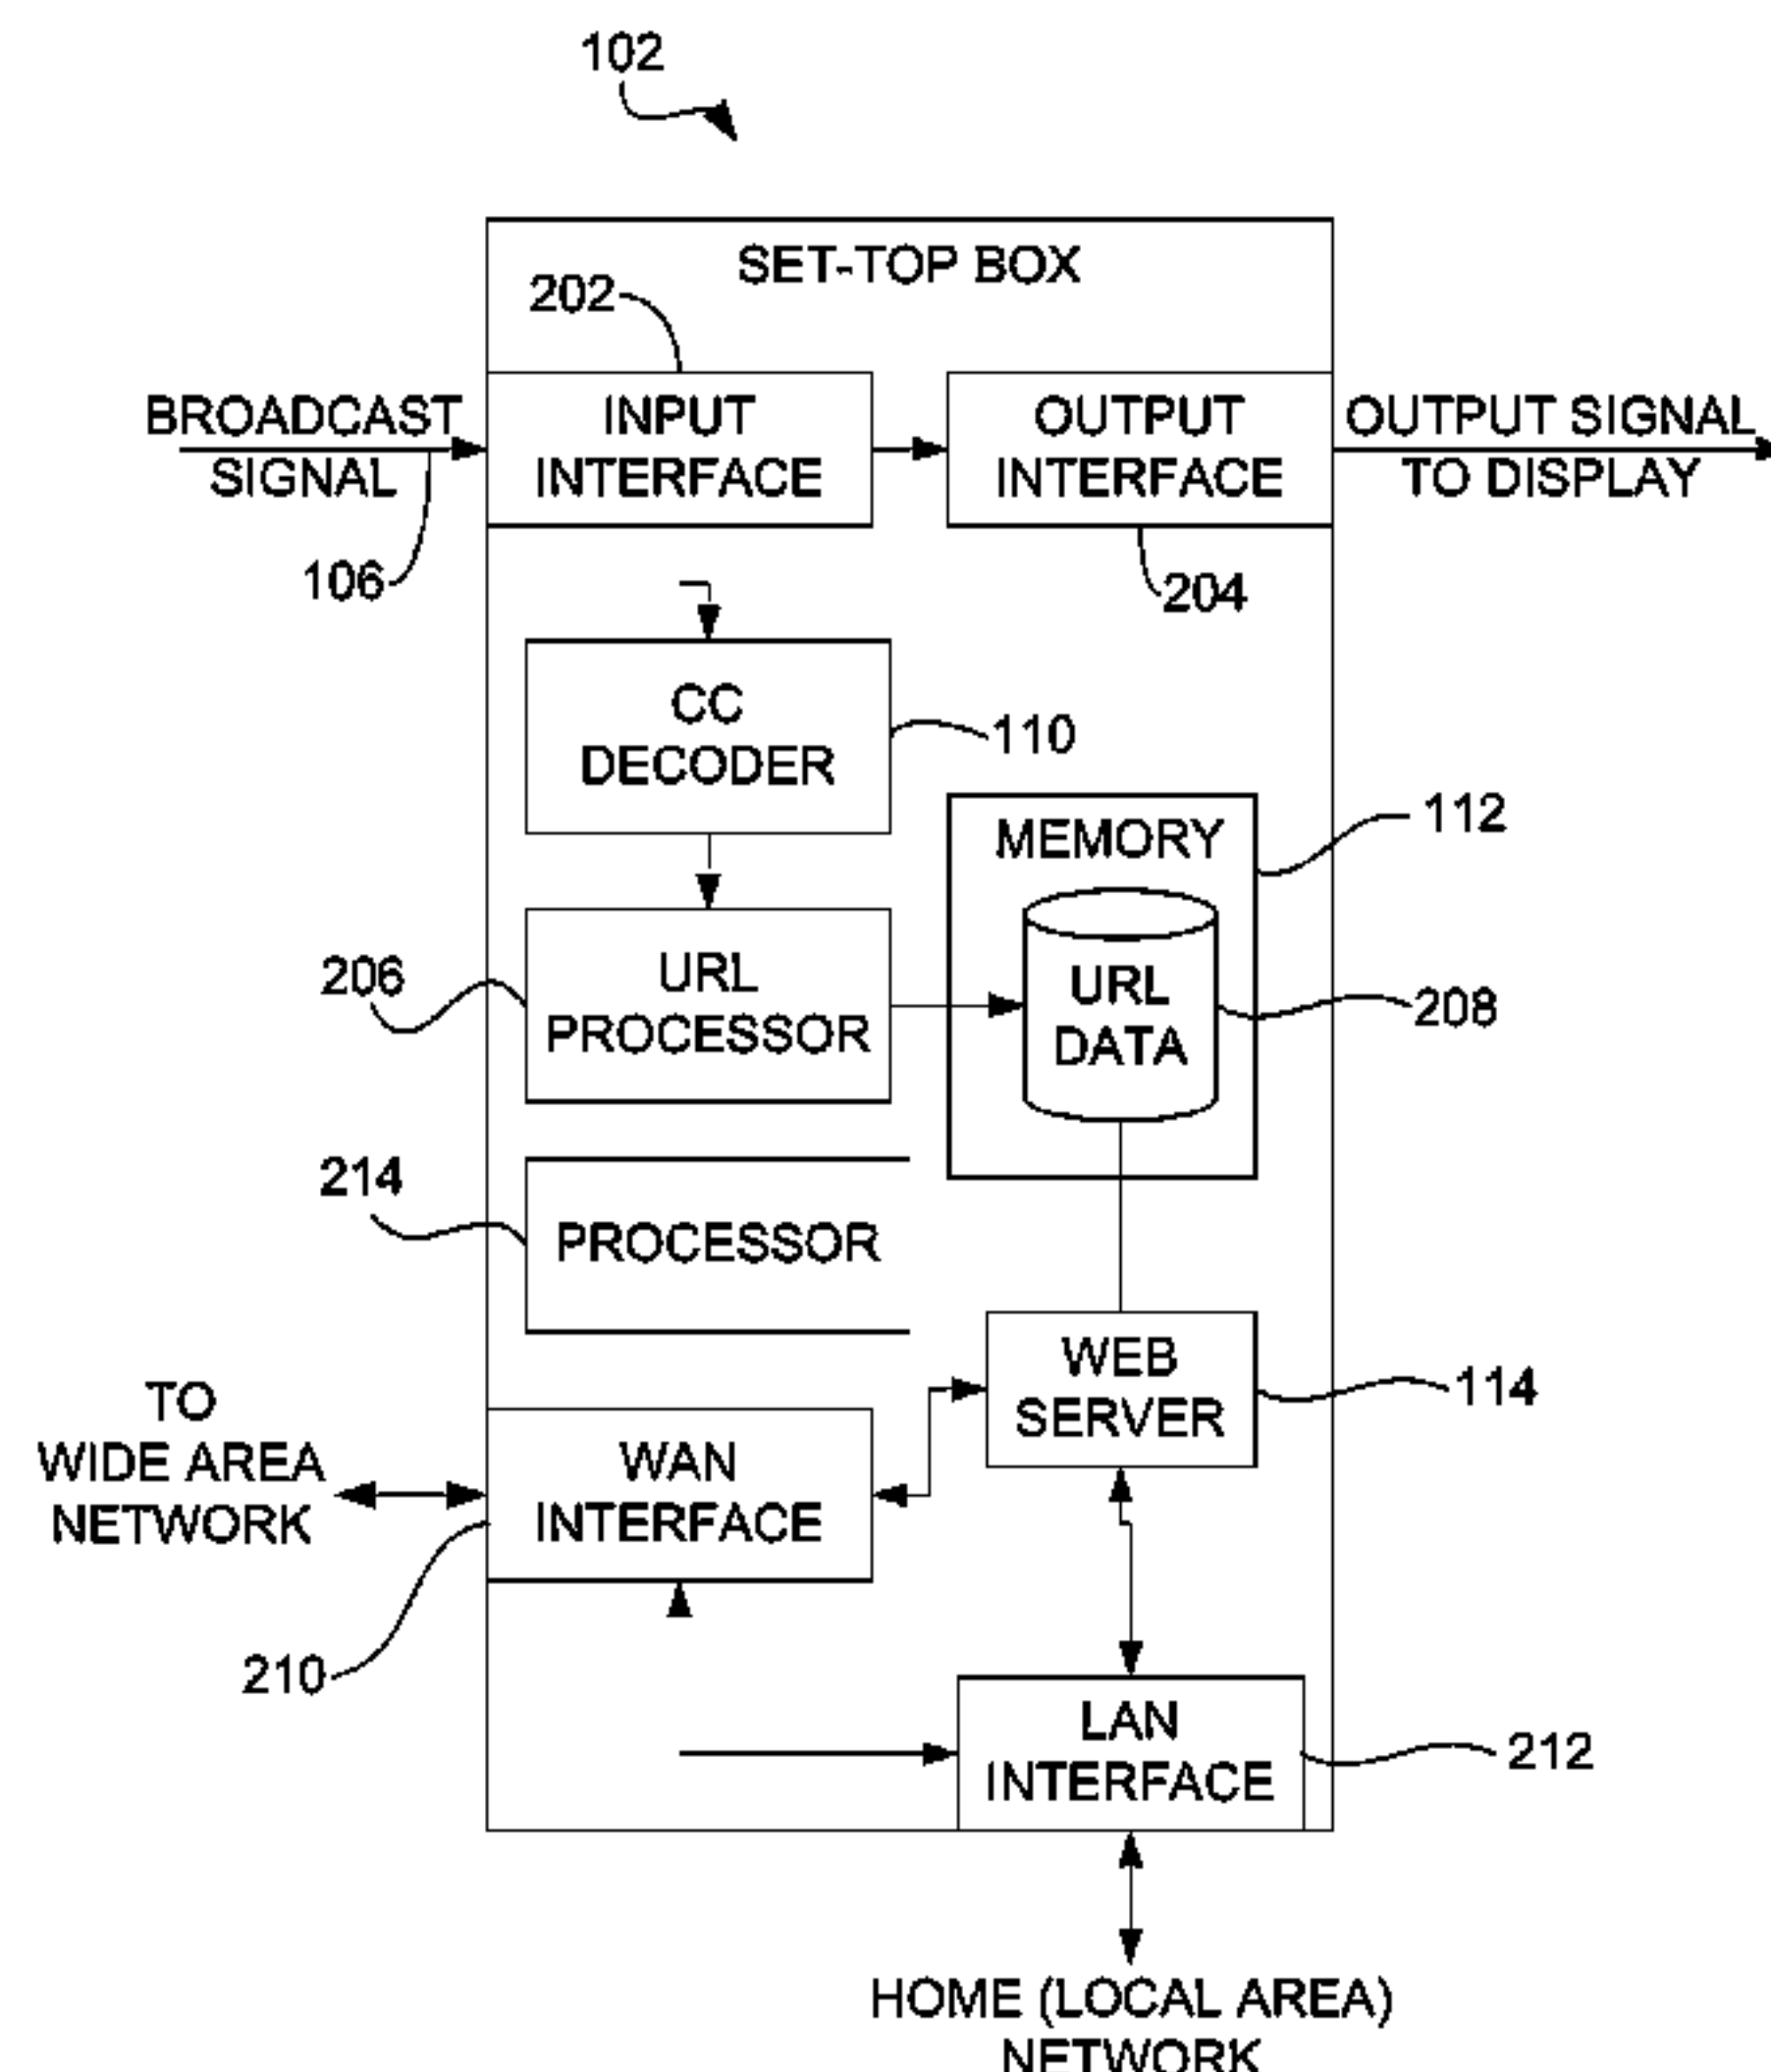 102
SET-TOP BOX
202
BROADCAST
SIGNAL
INPUT
INTERFACE
OUTPUT
INTERFACE
OUTPUT SIGNAL
TO DISPLAY
106
204
CC
DECODER
110
112
MEMORY
206
URL
PROCESSOR
URL
DATA
208
214
PROCESSOR
WEB
SERVER
114
TO
WIDE AREA
NETWORK
WAN
INTERFACE
210
LAN
INTERFACE
212
HOME (LOCAL AREA)
NETWORK